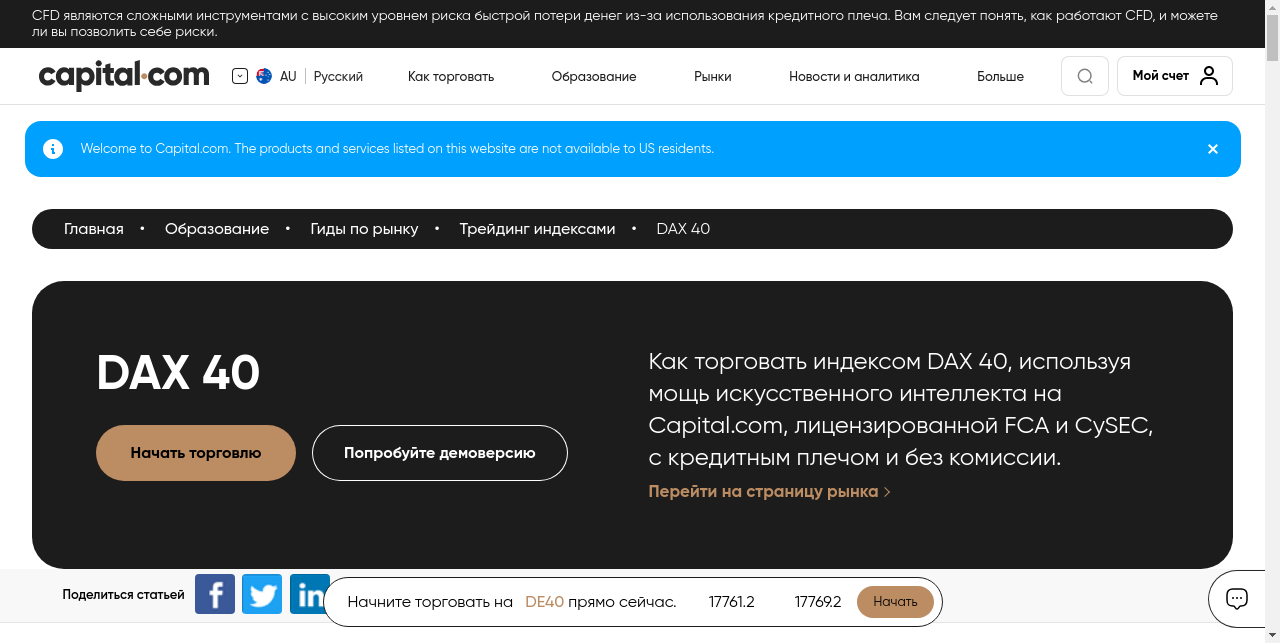 CFD являются сложными инструментами с высоким уровнем риска быстрой потери денег из-за использования кредитного плеча. Вам следует понять, как работают CFD, и можете
ли вы позволить себе риски.
capital.com AU Русский Как торговать Образование Рынки Новости и аналитика Больше Мой счет
Welcome to Capital.com. The products and services listed on this website are not available to US residents.
Главная • Образование • Гиды по рынку • Трейдинг индексами • DAX 40
DAX 40
Начать торговлю Попробуйте демоверсию
Как торговать индексом DAX 40, используя
мощь искусственного интеллекта на
Capital.com, лицензированной FCA и CySEC,
с кредитным плечом и без комиссии.
Перейти на страницу рынка
Поделиться статьей
Начните торговать на DE40 прямо сейчас. 17761.2 17769.2 Начать